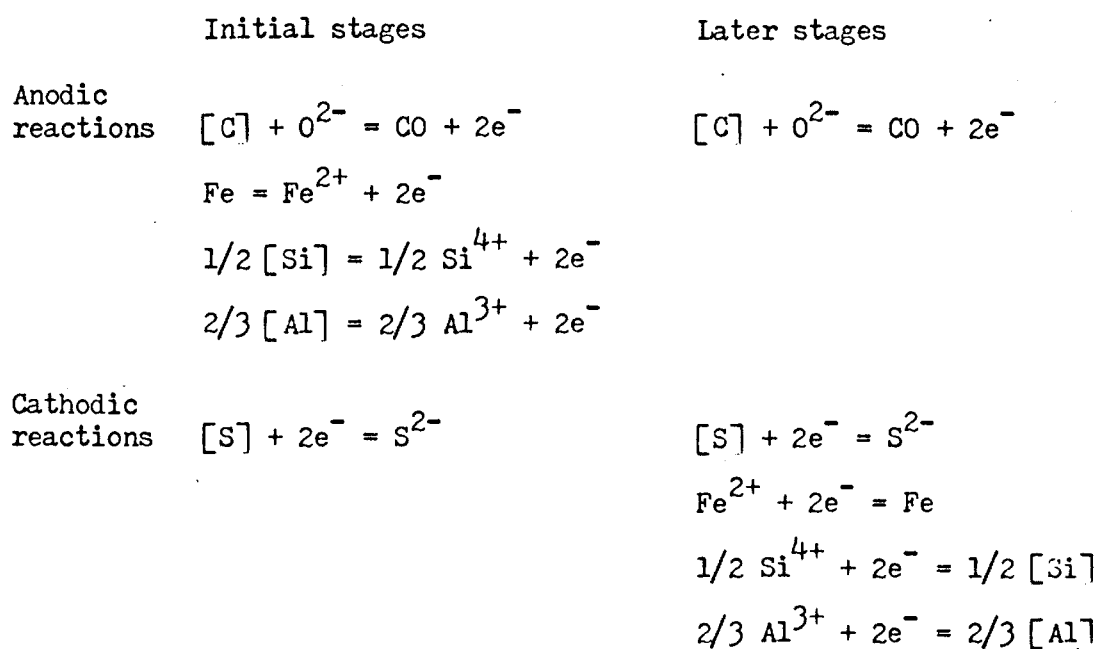 Initial stages Later stages
Anodic
reactions [C] + O²⁻ = CO + 2e⁻ [C] + O²⁻ = CO + 2e⁻
Fe = Fe²⁺ + 2e⁻
1/2 [Si] = 1/2 Si⁴⁺ + 2e⁻
2/3 [Al] = 2/3 Al³⁺ + 2e⁻
Cathodic
reactions [S] + 2e⁻ = S²⁻ [S] + 2e⁻ = S²⁻
Fe²⁺ + 2e⁻ = Fe
1/2 Si⁴⁺ + 2e⁻ = 1/2 [Si]
2/3 Al³⁺ + 2e⁻ = 2/3 [Al]